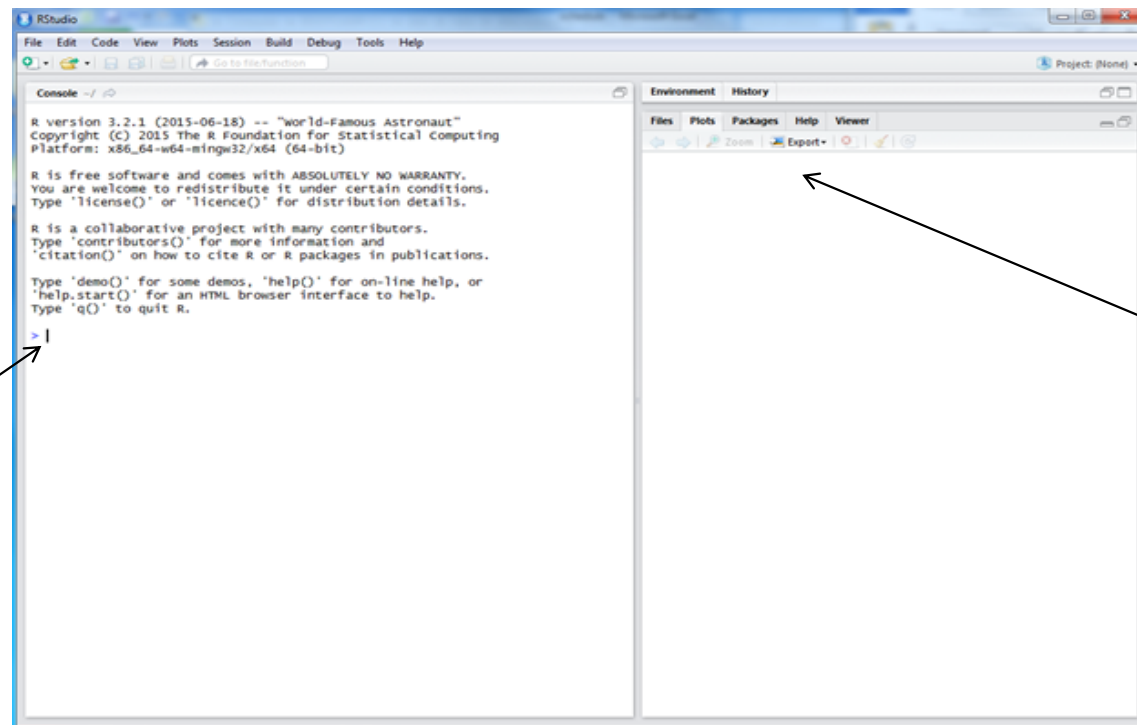 RStudio
File Edit Code View Plots Session Build Debug Tools Help
Go to file/function
Project: (None)
Console ~/
R version 3.2.1 (2015-06-18) -- "World-Famous Astronaut"
Copyright (C) 2015 The R Foundation for Statistical Computing
Platform: x86_64-w64-mingw32/x64 (64-bit)
R is free software and comes with ABSOLUTELY NO WARRANTY.
You are welcome to redistribute it under certain conditions.
Type 'license()' or 'licence()' for distribution details.
R is a collaborative project with many contributors.
Type 'contributors()' for more information and
'citation()' on how to cite R or R packages in publications.
Type 'demo()' for some demos, 'help()' for on-line help, or
'help.start()' for an HTML browser interface to help.
Type 'q()' to quit R.
>
Environment History
Files Plots Packages Help Viewer
Zoom Export